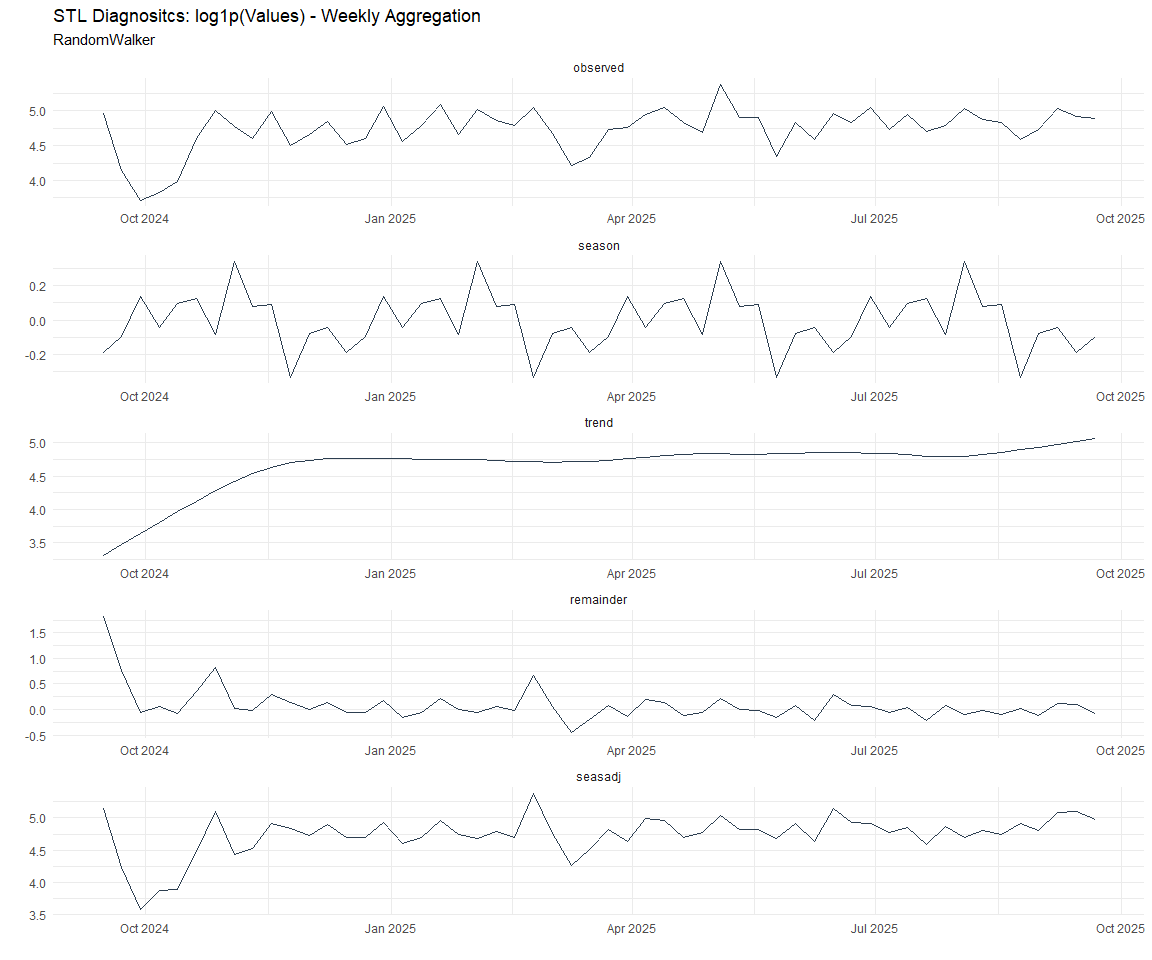 STL Diagnositcs: log1p(Values) - Weekly Aggregation
RandomWalker
observed
5.0
4.5
4.0
Oct 2024 Jan 2025 Apr 2025 Jul 2025 Oct 2025
season
0.2
0.0
-0.2
Oct 2024 Jan 2025 Apr 2025 Jul 2025 Oct 2025
trend
5.0
4.5
4.0
3.5
Oct 2024 Jan 2025 Apr 2025 Jul 2025 Oct 2025
remainder
1.5
1.0
0.5
0.0
-0.5
Oct 2024 Jan 2025 Apr 2025 Jul 2025 Oct 2025
seasadj
5.0
4.5
4.0
3.5
Oct 2024 Jan 2025 Apr 2025 Jul 2025 Oct 2025